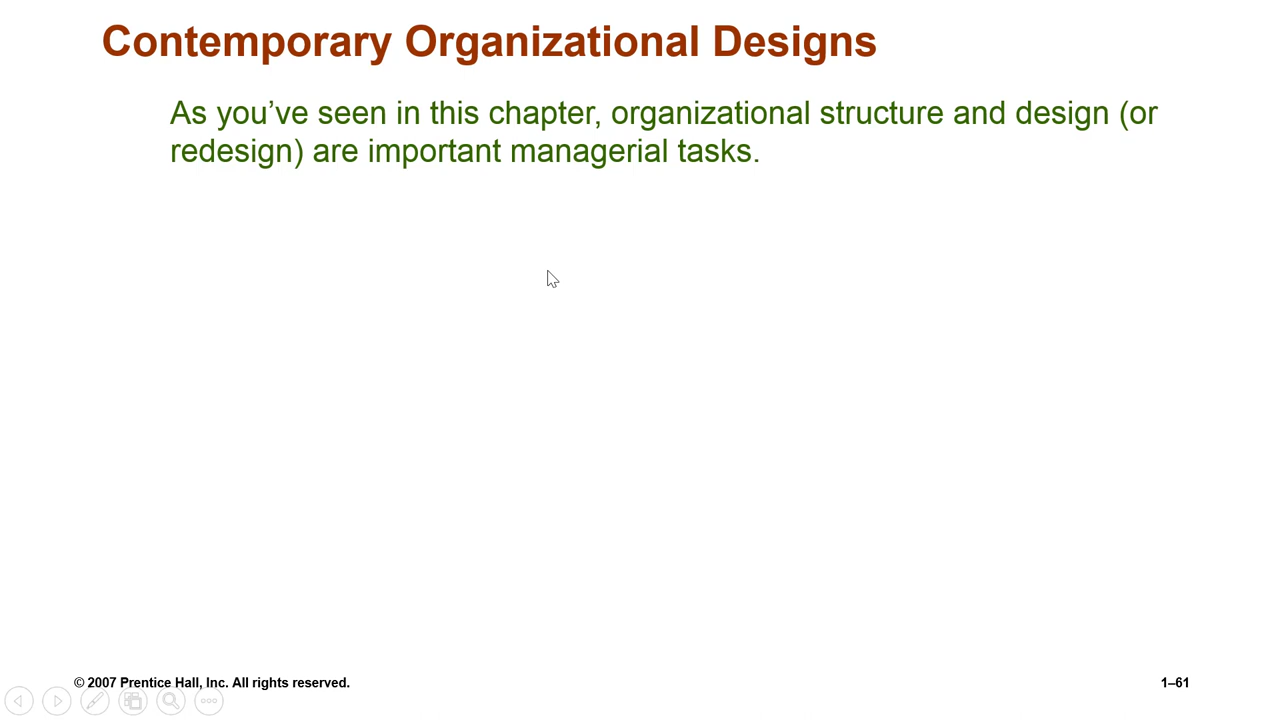 Contemporary Organizational Designs
As you’ve seen in this chapter, organizational structure and design (or
redesign) are important managerial tasks.
© 2007 Prentice Hall, Inc. All rights reserved.
1–61